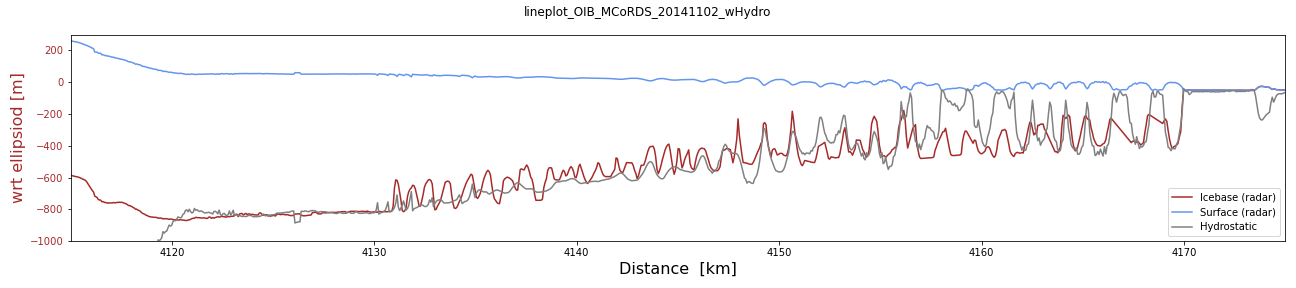 lineplot_OIB_MCoRDS_20141102_wHydro
wrt ellipsiod [m]
200
0
−200
−400
−600
−800
−1000
4120 4130 4140 4150 4160 4170
Distance [km]
Icebase (radar)
Surface (radar)
Hydrostatic